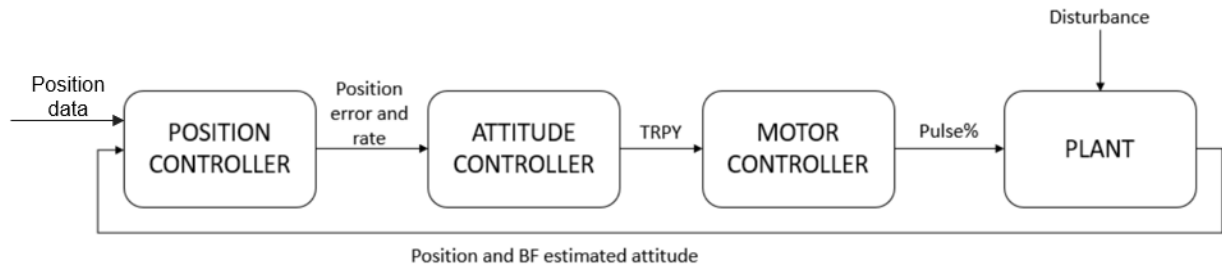 Disturbance
Position
data
POSITION
CONTROLLER
Position
error and
rate
ATTITUDE
CONTROLLER
TRPY
MOTOR
CONTROLLER
Pulse%
PLANT
Position and BF estimated attitude